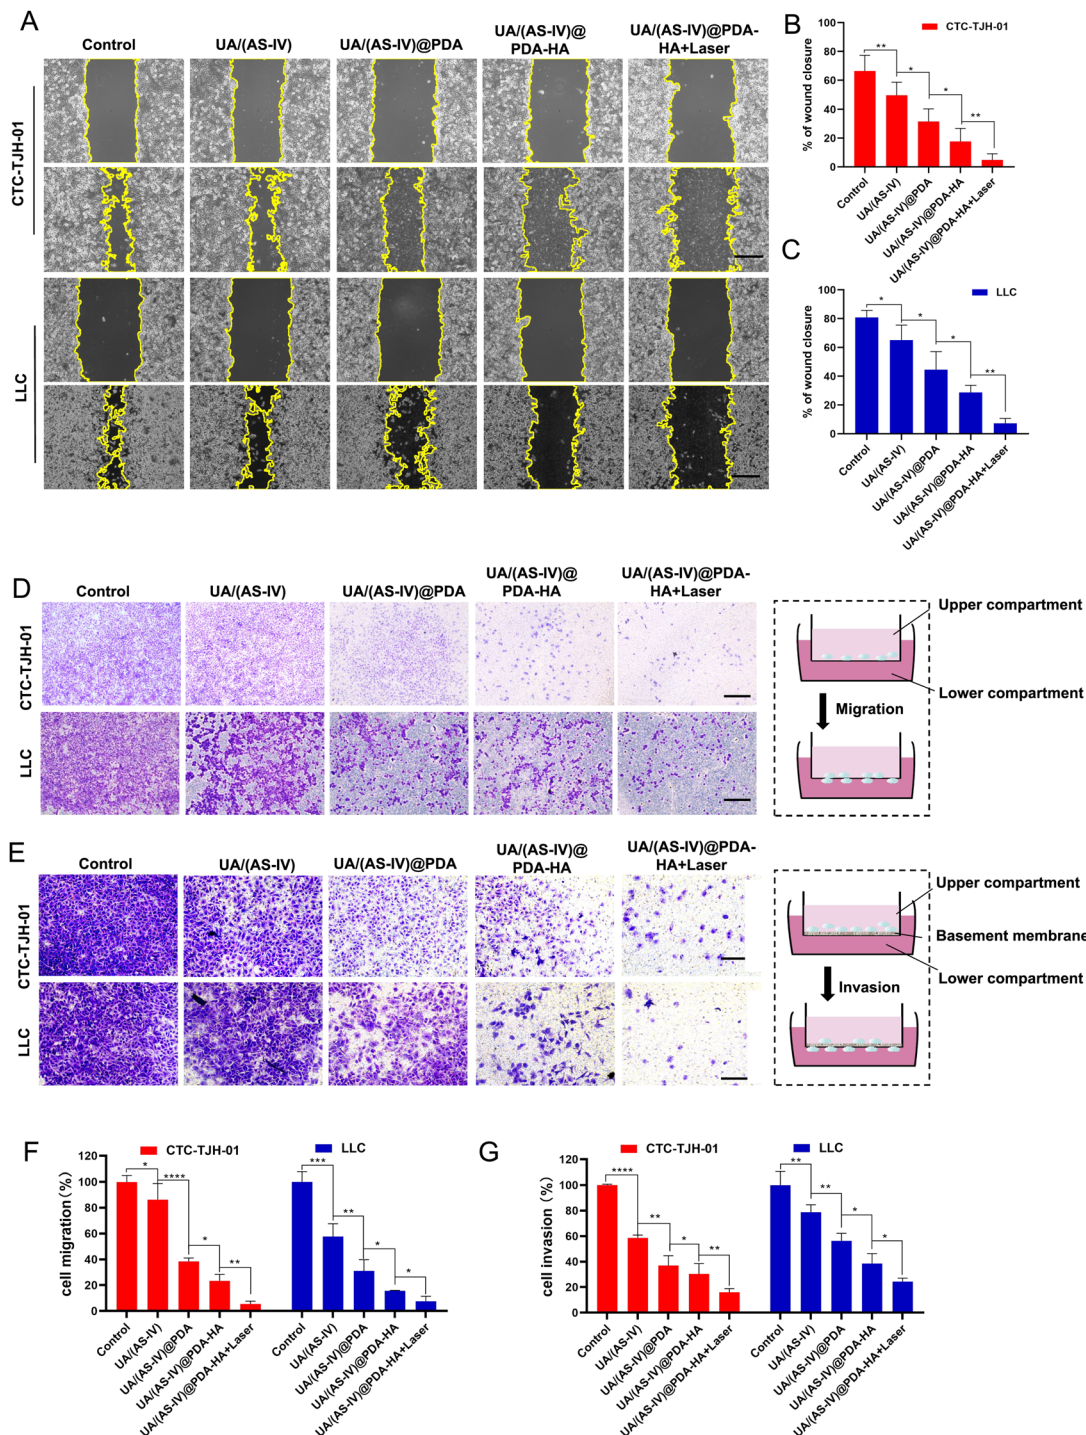 A
Control
UA/(AS-IV)
UA/(AS-IV)@PDA
UA/(AS-IV)@
PDA-HA
UA/(AS-IV)@PDA-
HA+Laser
CTC-TJH-01
LLC
B
CTC-TJH-01
% of wound closure
100
80
60
40
20
0
**
*
*
**
Control
UA/(AS-IV)
UA/(AS-IV)@PDA
UA/(AS-IV)@PDA-HA
UA/(AS-IV)@PDA-HA+Laser
C
LLC
% of wound closure
100
80
60
40
20
0
*
*
*
**
Control
UA/(AS-IV)
UA/(AS-IV)@PDA
UA/(AS-IV)@PDA-HA
UA/(AS-IV)@PDA-HA+Laser
D
Control
UA/(AS-IV)
UA/(AS-IV)@PDA
UA/(AS-IV)@
PDA-HA
UA/(AS-IV)@PDA-
HA+Laser
CTC-TJH-01
LLC
Upper compartment
Lower compartment
Migration
E
Control
UA/(AS-IV)
UA/(AS-IV)@PDA
UA/(AS-IV)@
PDA-HA
UA/(AS-IV)@PDA-
HA+Laser
CTC-TJH-01
LLC
Upper compartment
Basement membrane
Lower compartment
Invasion
F
CTC-TJH-01
LLC
cell migration (%)
120
100
80
60
40
20
0
*
****
*
**
***
**
*
*
Control
UA/(AS-IV)
UA/(AS-IV)@PDA
UA/(AS-IV)@PDA-HA
UA/(AS-IV)@PDA-HA+Laser
Control
UA/(AS-IV)
UA/(AS-IV)@PDA
UA/(AS-IV)@PDA-HA
UA/(AS-IV)@PDA-HA+Laser
G
CTC-TJH-01
LLC
cell invasion (%)
120
100
80
60
40
20
0
****
**
*
**
**
**
*
*
Control
UA/(AS-IV)
UA/(AS-IV)@PDA
UA/(AS-IV)@PDA-HA
UA/(AS-IV)@PDA-HA+Laser
Control
UA/(AS-IV)
UA/(AS-IV)@PDA
UA/(AS-IV)@PDA-HA
UA/(AS-IV)@PDA-HA+Laser